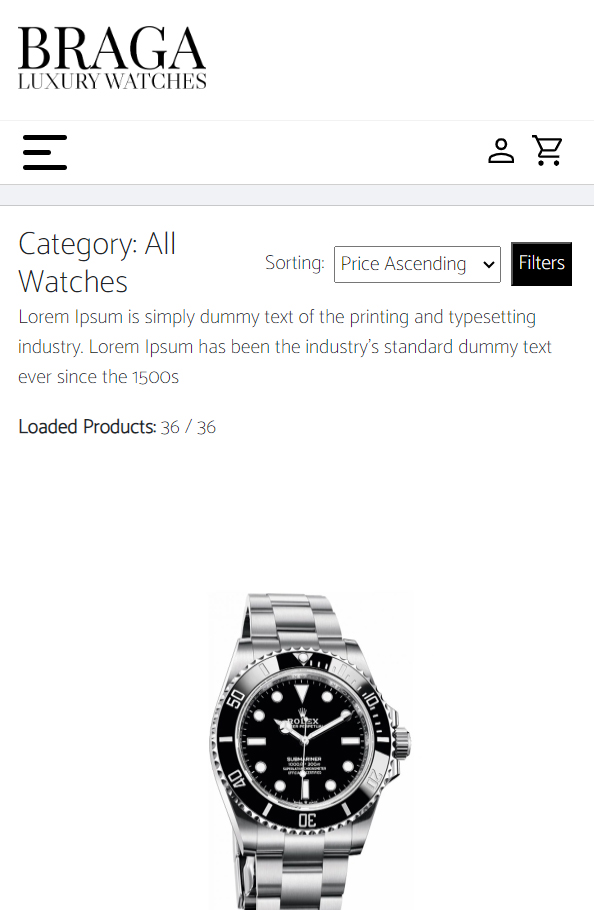 BRAGA
LUXURY WATCHES
Category: All
Watches
Sorting:
Price Ascending
Filters
Lorem Ipsum is simply dummy text of the printing and typesetting
industry. Lorem Ipsum has been the industry's standard dummy text
ever since the 1500s
Loaded Products: 36 / 36
50
10
ROLEX
SUBMARINER
40
20
30